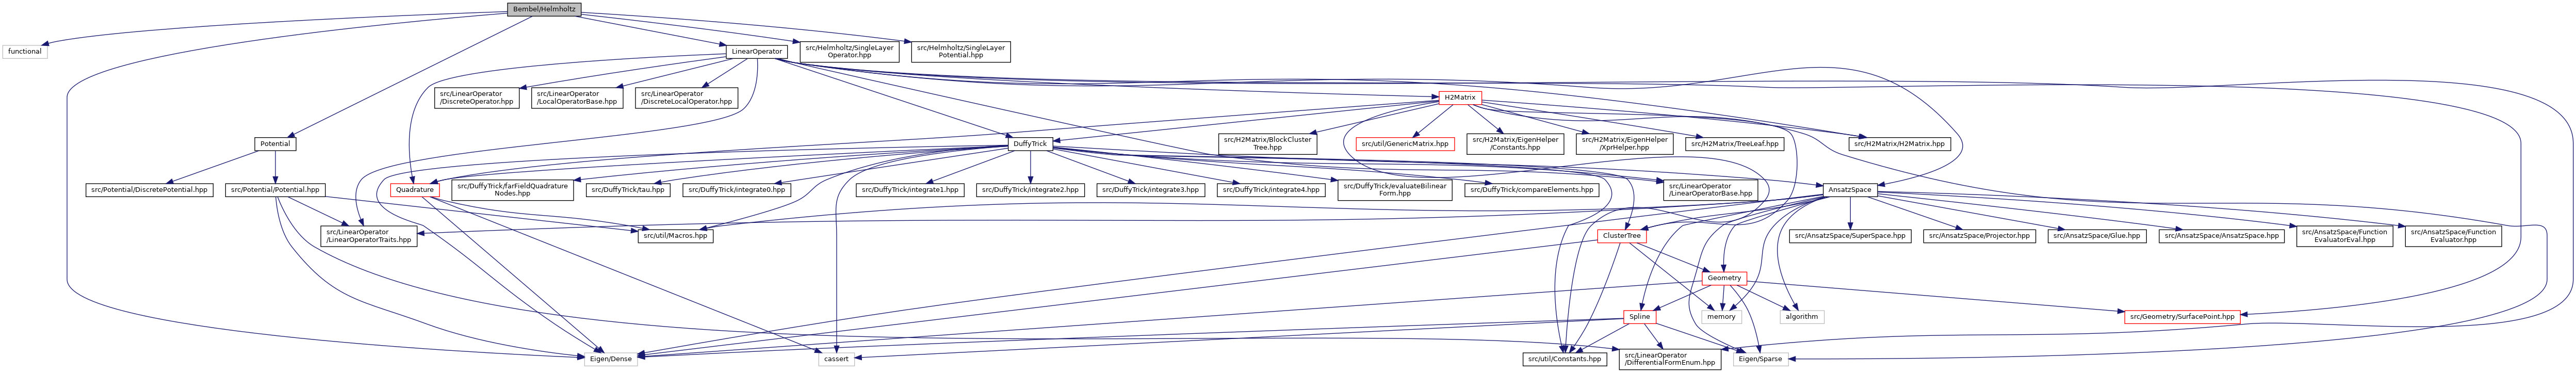 Bembel/Helmholtz
functional
LinearOperator
src/Helmholtz/SingleLayer
Operator.hpp
src/Helmholtz/SingleLayer
Potential.hpp
src/LinearOperator
/DiscreteOperator.hpp
src/LinearOperator
/LocalOperatorBase.hpp
src/LinearOperator
/DiscreteLocalOperator.hpp
H2Matrix
Potential
DuffyTrick
src/H2Matrix/BlockCluster
Tree.hpp
src/util/GenericMatrix.hpp
src/H2Matrix/EigenHelper
/Constants.hpp
src/H2Matrix/EigenHelper
/XprHelper.hpp
src/H2Matrix/TreeLeaf.hpp
src/H2Matrix/H2Matrix.hpp
src/Potential/DiscretePotential.hpp
src/Potential/Potential.hpp
Quadrature
src/DuffyTrick/farFieldQuadrature
Nodes.hpp
src/DuffyTrick/tau.hpp
src/DuffyTrick/integrate0.hpp
src/DuffyTrick/integrate1.hpp
src/DuffyTrick/integrate2.hpp
src/DuffyTrick/integrate3.hpp
src/DuffyTrick/integrate4.hpp
src/DuffyTrick/evaluateBilinear
Form.hpp
src/DuffyTrick/compareElements.hpp
src/LinearOperator
/LinearOperatorBase.hpp
AnsatzSpace
src/LinearOperator
/LinearOperatorTraits.hpp
src/util/Macros.hpp
ClusterTree
src/AnsatzSpace/SuperSpace.hpp
src/AnsatzSpace/Projector.hpp
src/AnsatzSpace/Glue.hpp
src/AnsatzSpace/AnsatzSpace.hpp
src/AnsatzSpace/Function
EvaluatorEval.hpp
src/AnsatzSpace/Function
Evaluator.hpp
Geometry
Spline
memory
algorithm
src/Geometry/SurfacePoint.hpp
Eigen/Dense
cassert
src/util/Constants.hpp
src/LinearOperator
/DifferentialFormEnum.hpp
Eigen/Sparse